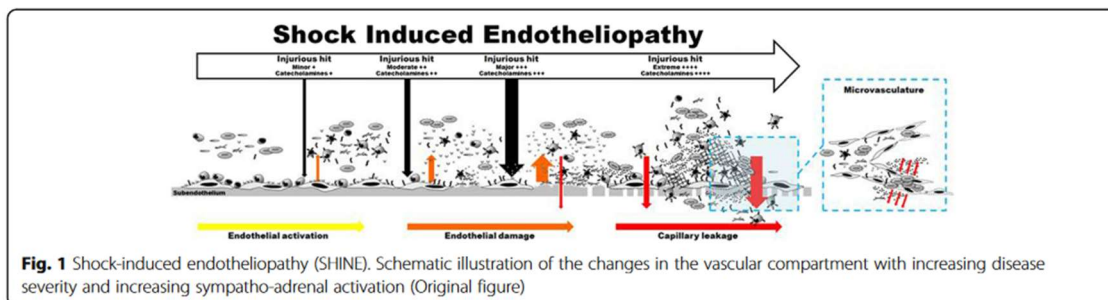 Shock Induced Endotheliopathy
Injurious hit
Minor +
Catecholamines +
Injurious hit
Moderate ++
Catecholamines ++
Injurious hit
Major +++
Catecholamines +++
Injurious hit
Extreme ++++
Catecholamines ++++
Microvasculature
Subendothelium
Endothelial activation
Endothelial damage
Capillary leakage
Fig. 1 Shock-induced endotheliopathy (SHINE). Schematic illustration of the changes in the vascular compartment with increasing disease
severity and increasing sympatho-adrenal activation (Original figure)